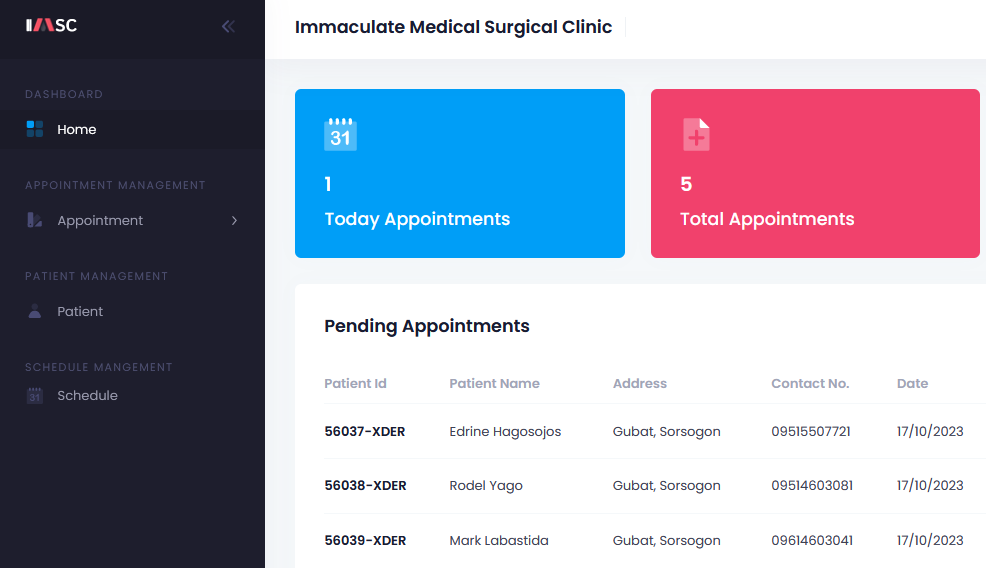 IMSC
Immaculate Medical Surgical Clinic
DASHBOARD
Home
APPOINTMENT MANAGEMENT
Appointment
PATIENT MANAGEMENT
Patient
SCHEDULE MANGEMENT
31 Schedule
31
1
Today Appointments
5
Total Appointments
Pending Appointments
Patient Id Patient Name Address Contact No. Date
56037-XDER Edrine Hagosojos Gubat, Sorsogon 09515507721 17/10/2023
56038-XDER Rodel Yago Gubat, Sorsogon 09514603081 17/10/2023
56039-XDER Mark Labastida Gubat, Sorsogon 09614603041 17/10/2023